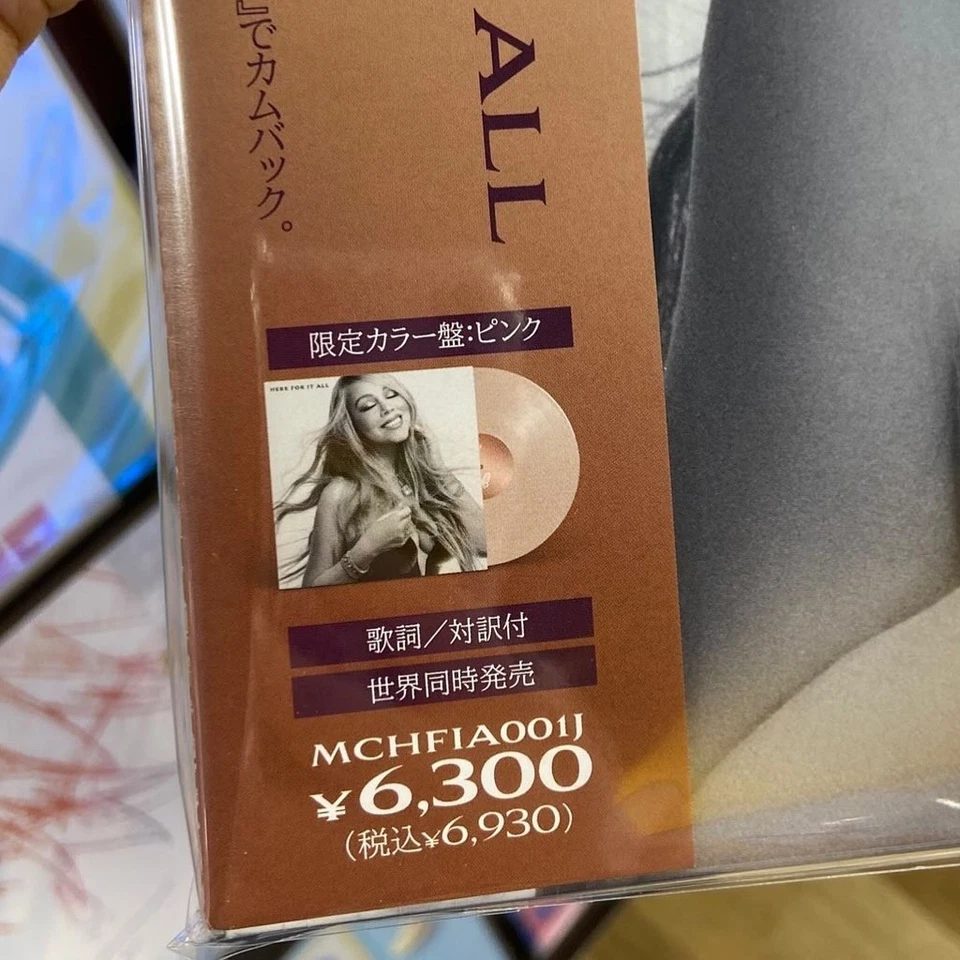 ALL
』でカムバック。
限定カラー盤:ピンク
HERE FOR IT ALL
歌詞／対訳付
世界同時発売
MCHFIA001J
¥6,300
（税込¥6,930）